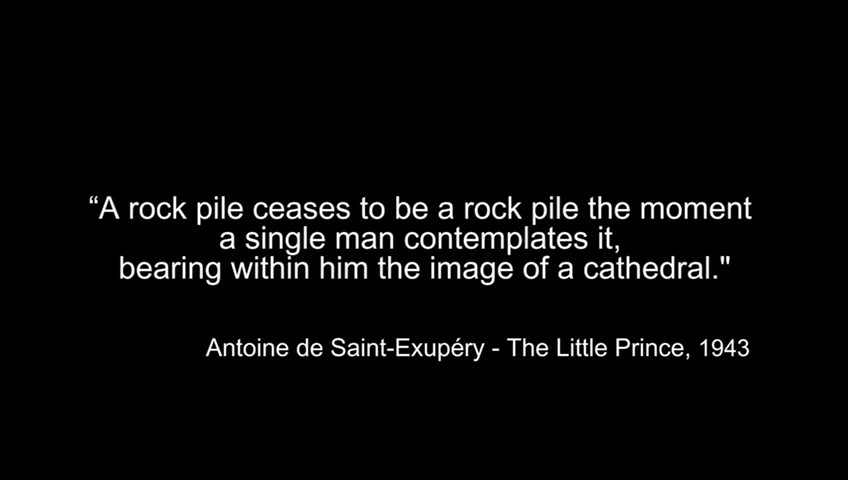 “A rock pile ceases to be a rock pile the moment
a single man contemplates it,
bearing within him the image of a cathedral."
Antoine de Saint-Exupéry - The Little Prince, 1943